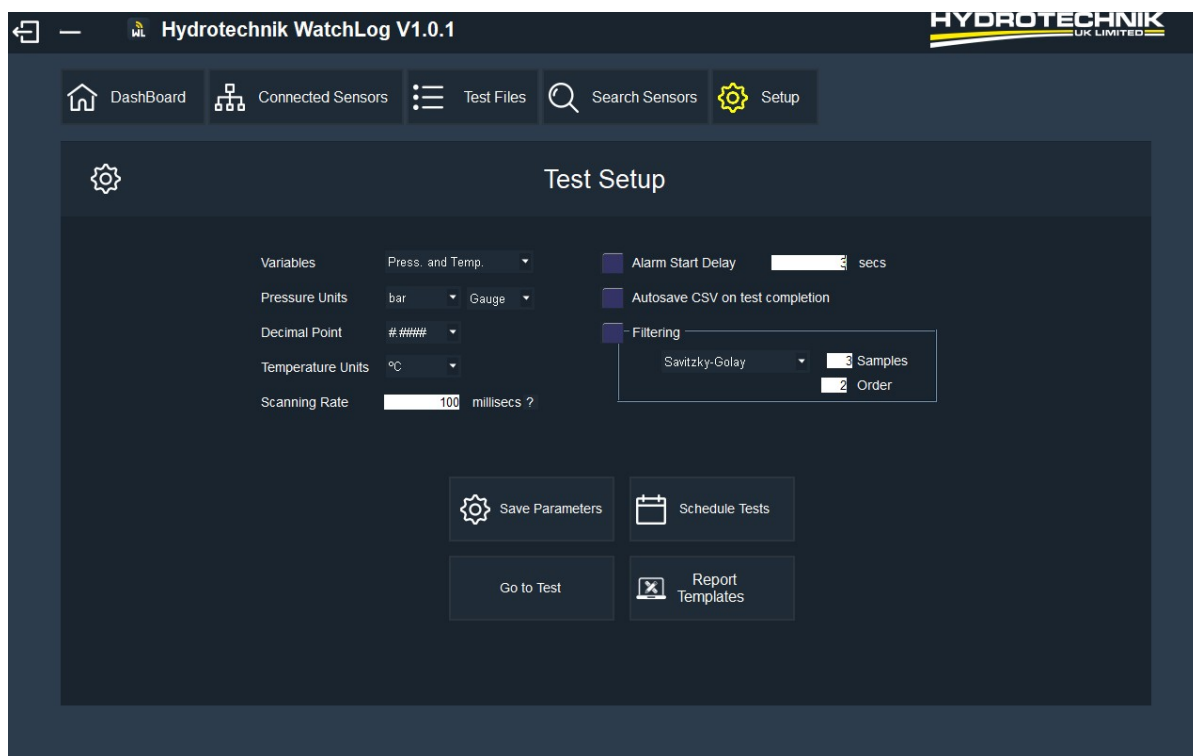 WL Hydrotechnik WatchLog V1.0.1
HYDROTECHNIK
UK LIMITED
DashBoard Connected Sensors Test Files Search Sensors Setup
Test Setup
Variables Press. and Temp. Alarm Start Delay 3 secs
Pressure Units bar Gauge Autosave CSV on test completion
Decimal Point #.#### Filtering
Temperature Units ºC Savitzky-Golay 3 Samples
2 Order
Scanning Rate 100 millisecs ?
Save Parameters Schedule Tests
Go to Test Report
Templates